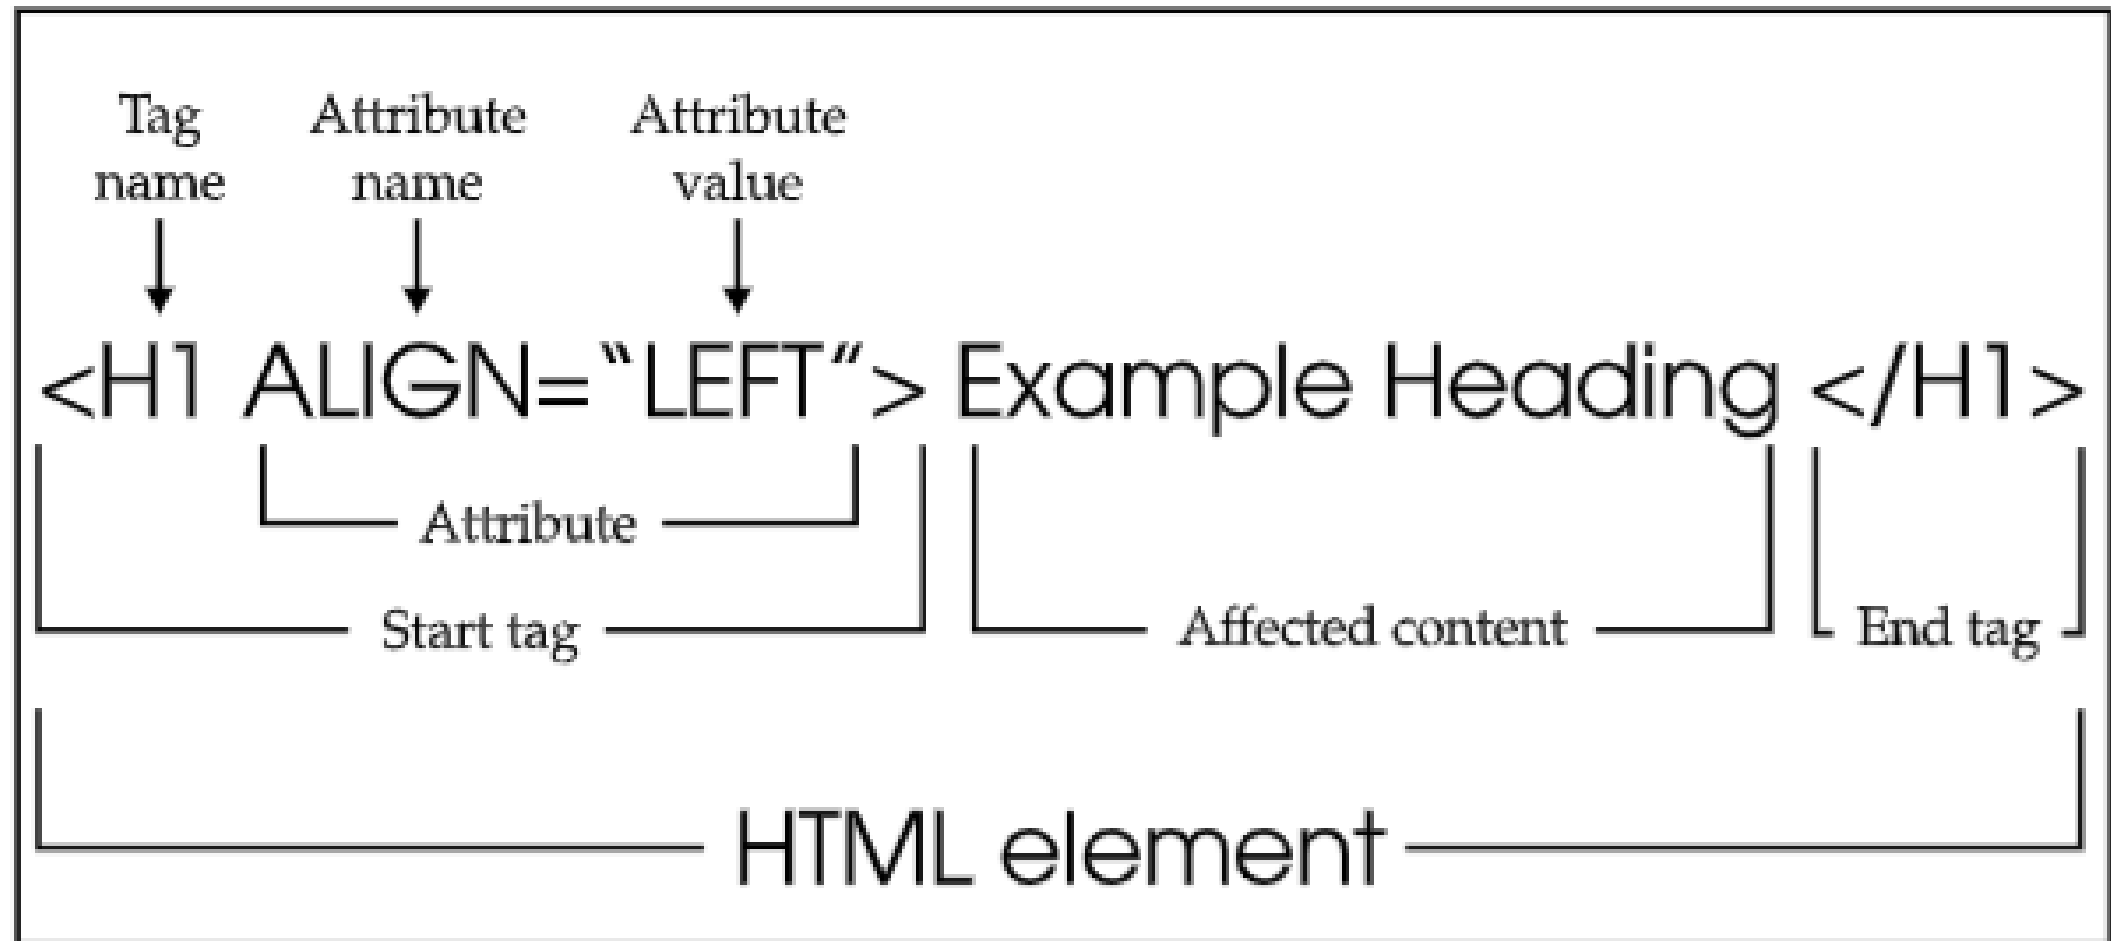 Tag Attribute Attribute
name name value
<H1 ALIGN=“LEFT”> Example Heading </H1>
Attribute
Start tag Affected content End tag
HTML element